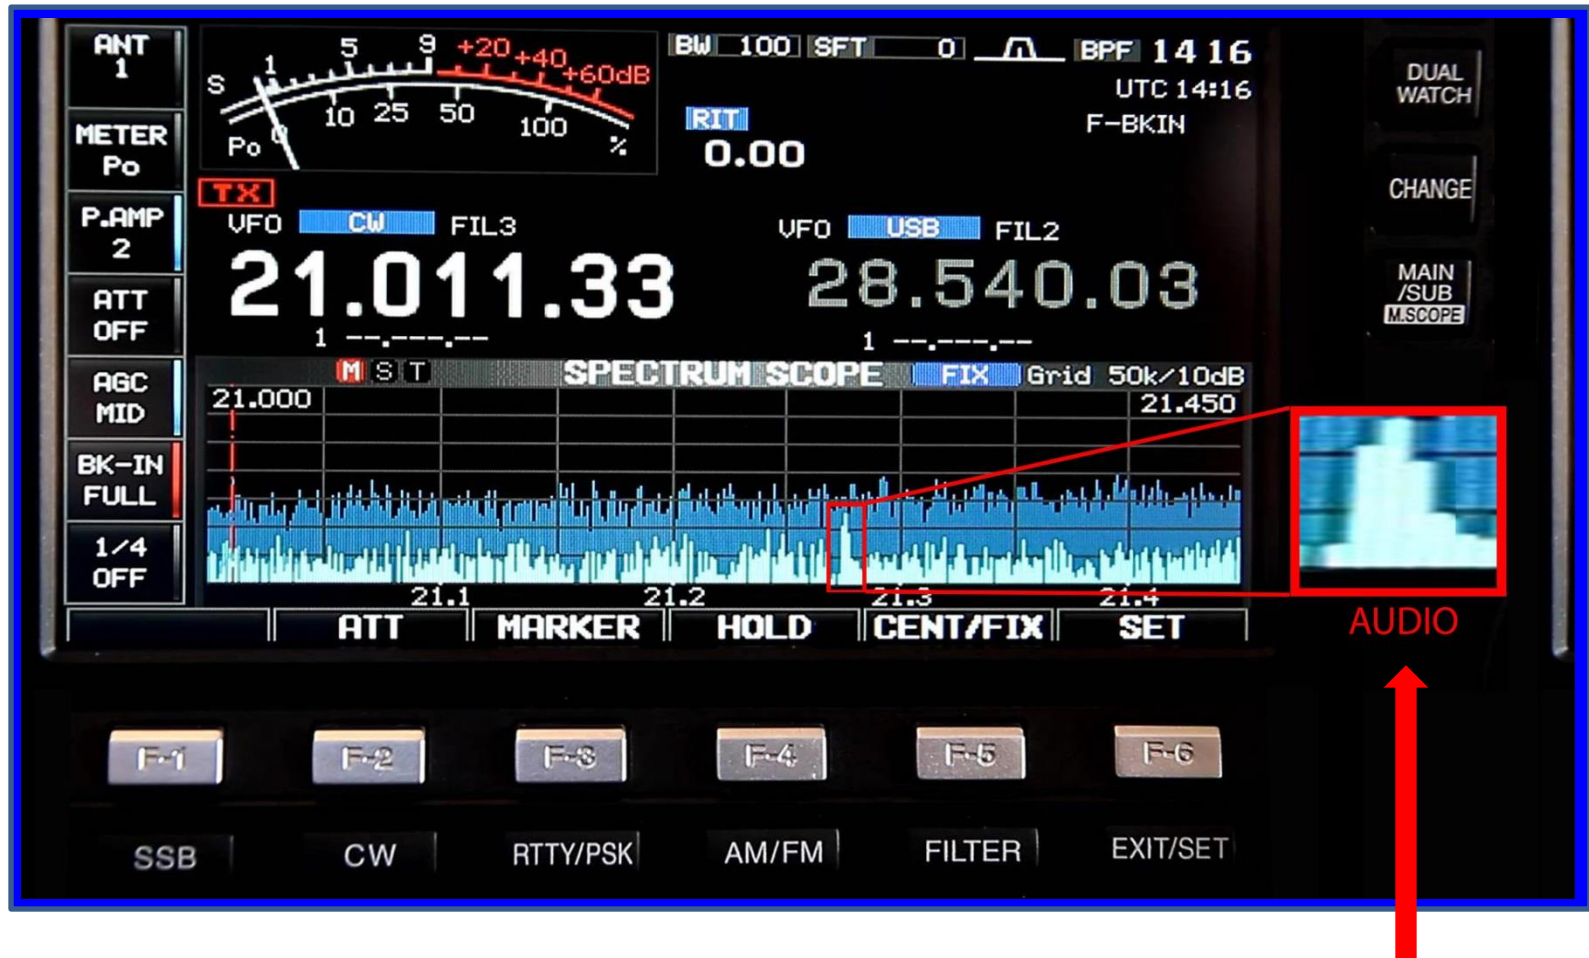 ANT
1
METER
Po
P.AMP
2
ATT
OFF
AGC
MID
BK-IN
FULL
1/4
OFF
S 1 5 9 +20 +40 +60dB
Po 0 10 25 50 100 %
BW 100 SFT 0 BPF 14 16
UTC 14:16
RIT F-BKIN
0.00
TX
VFO CW FIL3
21.011.33
1 --.---.--
VFO USB FIL2
28.540.03
1 --.---.--
M S T SPECTRUM SCOPE FIX Grid 50k/10dB
21.000 21.450
21.1 21.2 21.3 21.4
ATT MARKER HOLD CENT/FIX SET
DUAL
WATCH
CHANGE
MAIN
/SUB
M.SCOPE
AUDIO
F-1 F-2 F-3 F-4 F-5 F-6
SSB CW RTTY/PSK AM/FM FILTER EXIT/SET